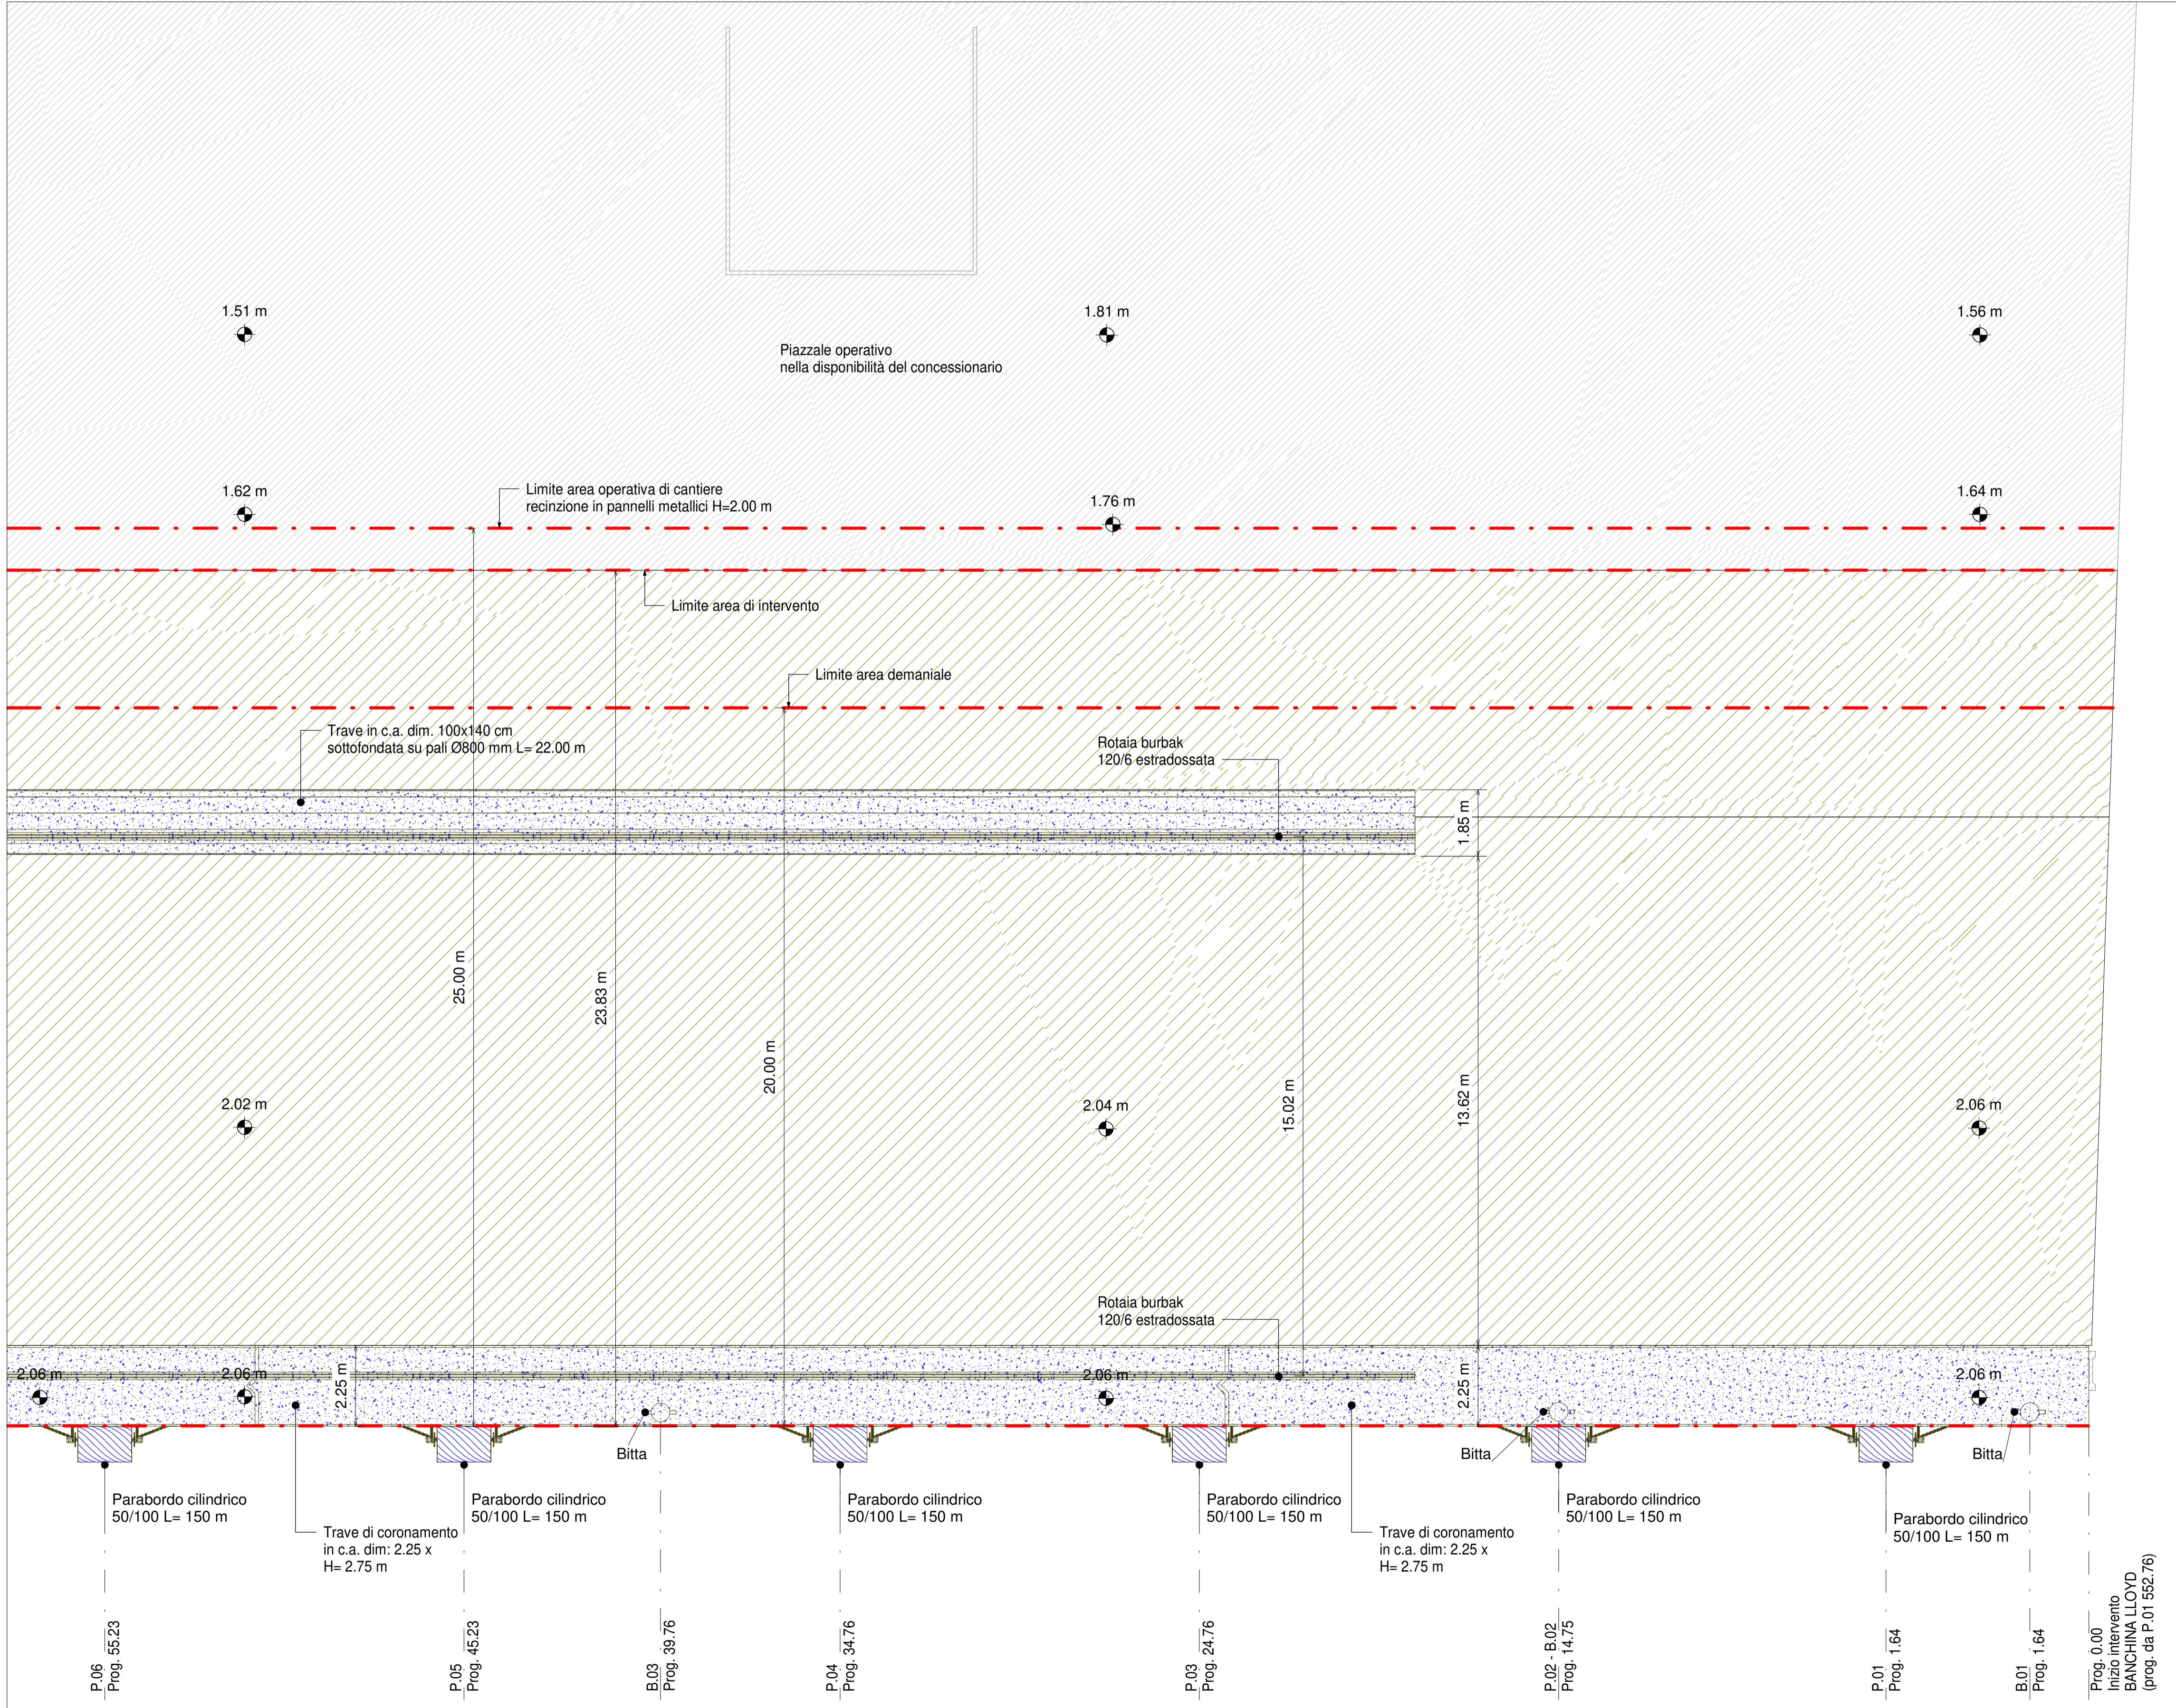 1.51 m
1.81 m
1.56 m
Piazzale operativo
nella disponibilità del concessionario
1.62 m
Limite area operativa di cantiere
recinzione in pannelli metallici H=2.00 m
1.76 m
1.64 m
Limite area di intervento
Limite area demaniale
Trave in c.a. dim. 100x140 cm
sottofondata su pali Ø800 mm L= 22.00 m
Rotaia burbak
120/6 estradossata
1.85 m
25.00 m
23.83 m
20.00 m
15.02 m
13.62 m
2.02 m
2.04 m
2.06 m
Rotaia burbak
120/6 estradossata
2.06 m
2.06 m
2.25 m
2.06 m
2.25 m
2.06 m
Bitta
Bitta
Bitta
Parabordo cilindrico
50/100 L= 150 m
Parabordo cilindrico
50/100 L= 150 m
Parabordo cilindrico
50/100 L= 150 m
Parabordo cilindrico
50/100 L= 150 m
Parabordo cilindrico
50/100 L= 150 m
Parabordo cilindrico
50/100 L= 150 m
Trave di coronamento
in c.a. dim: 2.25 x
H= 2.75 m
Trave di coronamento
in c.a. dim: 2.25 x
H= 2.75 m
P.06
Prog. 55.23
P.05
Prog. 45.23
B.03
Prog. 39.76
P.04
Prog. 34.76
P.03
Prog. 24.76
P.02 - B.02
Prog. 14.75
P.01
Prog. 1.64
B.01
Prog. 1.64
Prog. 0.00
Inizio intervento
BANCHINA LLOYD
(prog. da P.01 552.76)